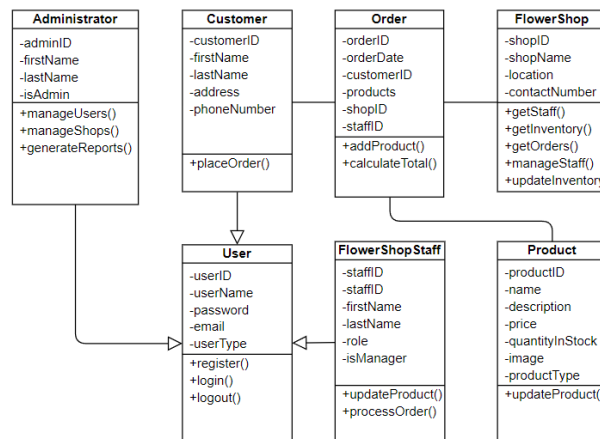 Administrator
-adminID
-firstName
-lastName
-isAdmin
+manageUsers()
+manageShops()
+generateReports()
Customer
-customerID
-firstName
-lastName
-address
-phoneNumber
+placeOrder()
Order
-orderID
-orderDate
-customerID
-products
-shopID
-staffID
+addProduct()
+calculateTotal()
FlowerShop
-shopID
-shopName
-location
-contactNumber
+getStaff()
+getInventory()
+getOrders()
+manageStaff()
+updateInventory
User
-userID
-userName
-password
-email
-userType
+register()
+login()
+logout()
FlowerShopStaff
-staffID
-staffID
-firstName
-lastName
-role
-isManager
+updateProduct()
+processOrder()
Product
-productID
-name
-description
-price
-quantityInStock
-image
-productType
+updateProduct()